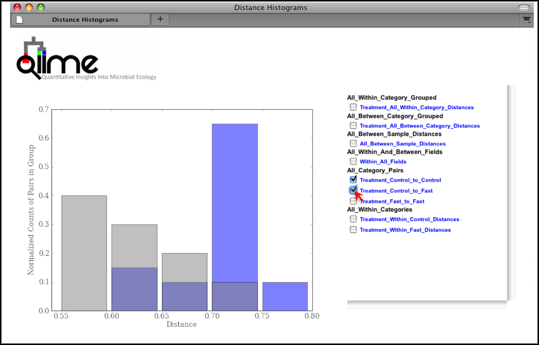 Distance Histograms
Distance Histograms
QIIME
Quantitative Insights Into Microbial Ecology
All_Within_Category_Grouped
Treatment_All_Within_Category_Distances
All_Between_Category_Grouped
Treatment_All_Between_Category_Distances
All_Between_Sample_Distances
All_Between_Sample_Distances
All_Within_And_Between_Fields
Within_All_Fields
All_Category_Pairs
Treatment_Control_to_Control
Treatment_Control_to_Fast
Treatment_Fast_to_Fast
All_Within_Categories
Treatment_Within_Control_Distances
Treatment_Within_Fast_Distances
Normalized Counts of Pairs in Group
0.7
0.6
0.5
0.4
0.3
0.2
0.1
0.0
0.55 0.60 0.65 0.70 0.75 0.80
Distance